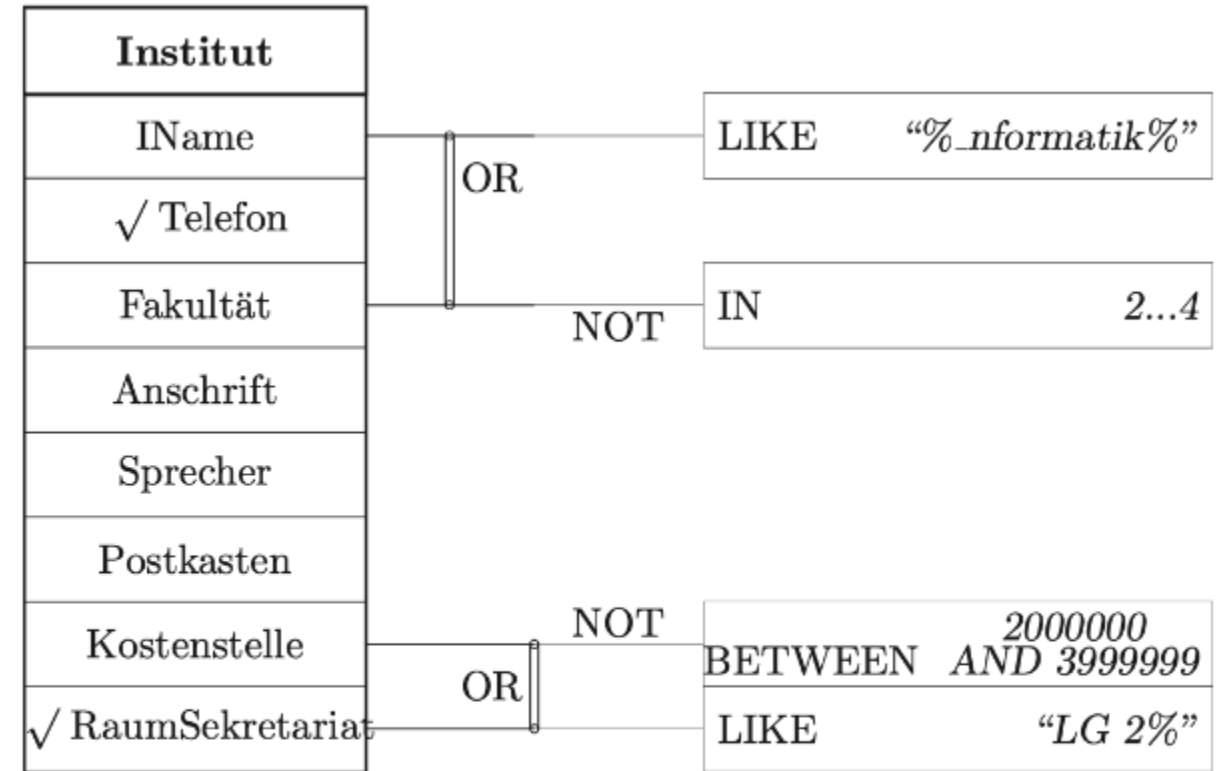 Institut
IName
LIKE “%_nformatik%”
OR
√ Telefon
Fakultät
IN 2...4
NOT
Anschrift
Sprecher
Postkasten
NOT
Kostenstelle
2000000
BETWEEN AND 3999999
OR
√ RaumSekretariat
LIKE “LG 2%”